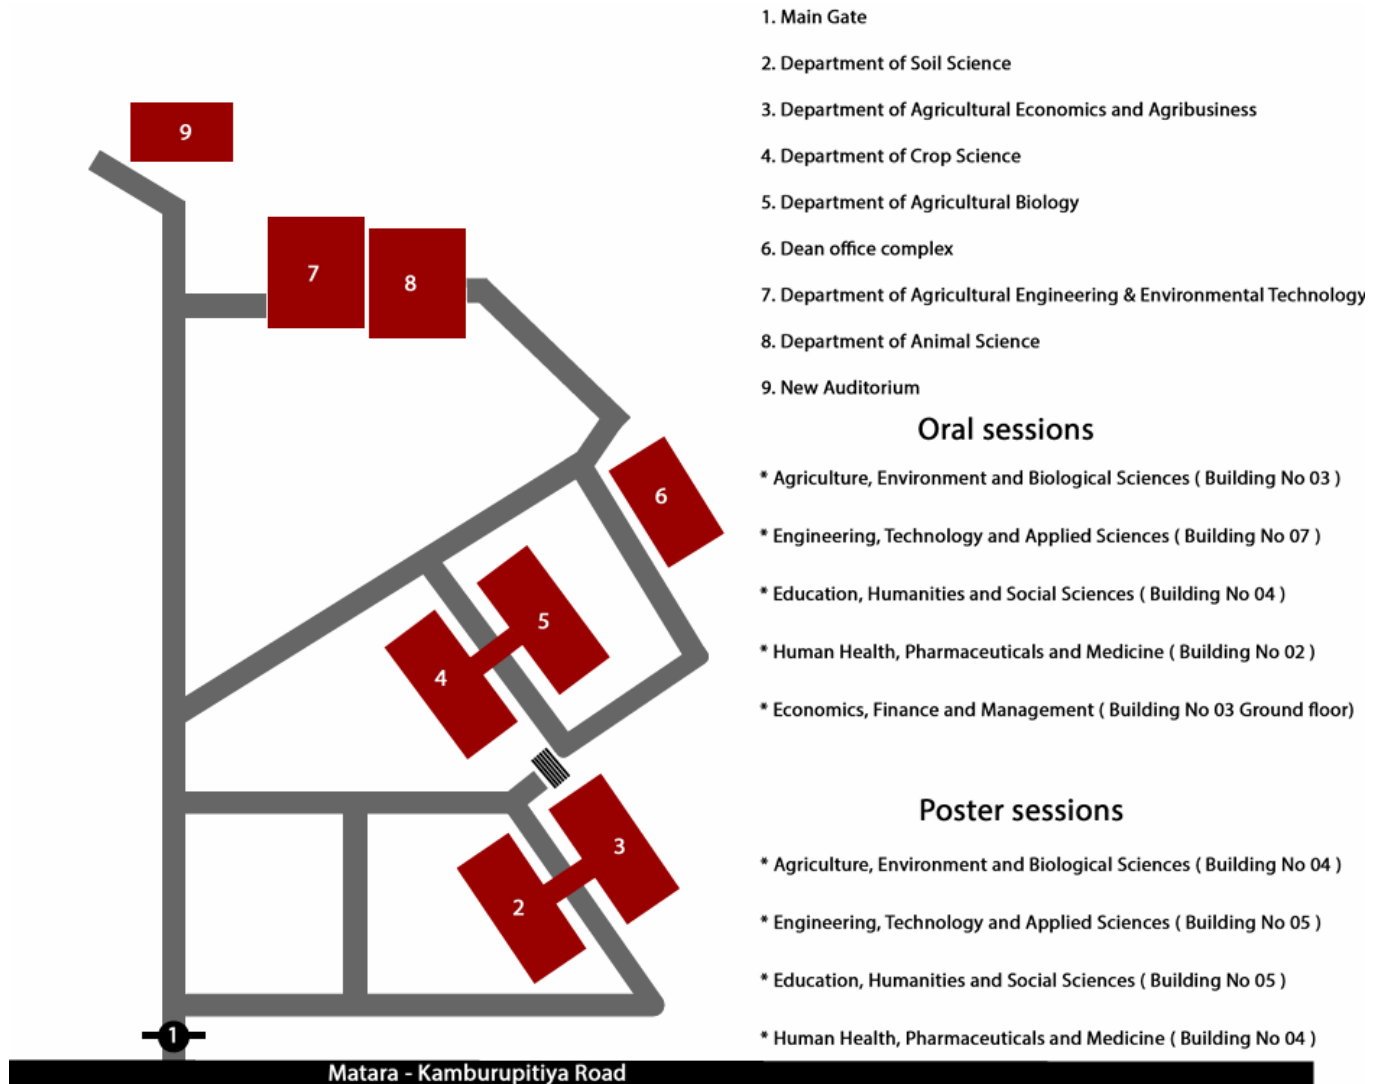 1. Main Gate
2. Department of Soil Science
3. Department of Agricultural Economics and Agribusiness
4. Department of Crop Science
5. Department of Agricultural Biology
6. Dean office complex
7. Department of Agricultural Engineering & Environmental Technology
8. Department of Animal Science
9. New Auditorium
Oral sessions
* Agriculture, Environment and Biological Sciences ( Building No 03 )
* Engineering, Technology and Applied Sciences ( Building No 07 )
* Education, Humanities and Social Sciences ( Building No 04 )
* Human Health, Pharmaceuticals and Medicine ( Building No 02 )
* Economics, Finance and Management ( Building No 03 Ground floor)
Poster sessions
* Agriculture, Environment and Biological Sciences ( Building No 04 )
* Engineering, Technology and Applied Sciences ( Building No 05 )
* Education, Humanities and Social Sciences ( Building No 05 )
* Human Health, Pharmaceuticals and Medicine ( Building No 04 )
9
7
8
6
5
4
3
2
1
Matara - Kamburupitiya Road